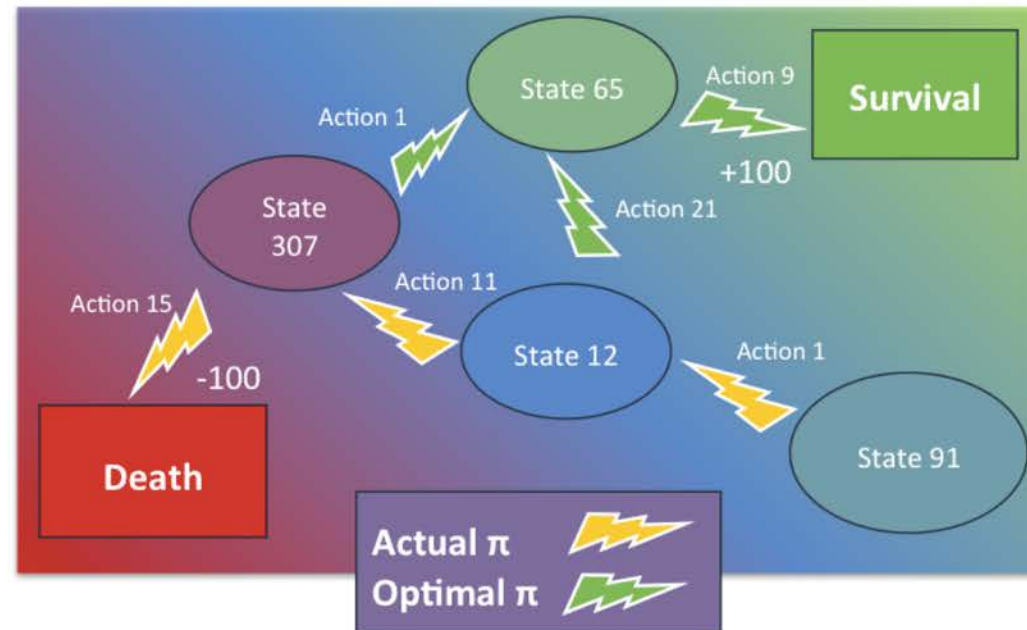 State 65
Action 9
Survival
+100
Action 1
State
307
Action 21
Action 15
-100
Action 11
State 12
Action 1
State 91
Death
Actual π
Optimal π